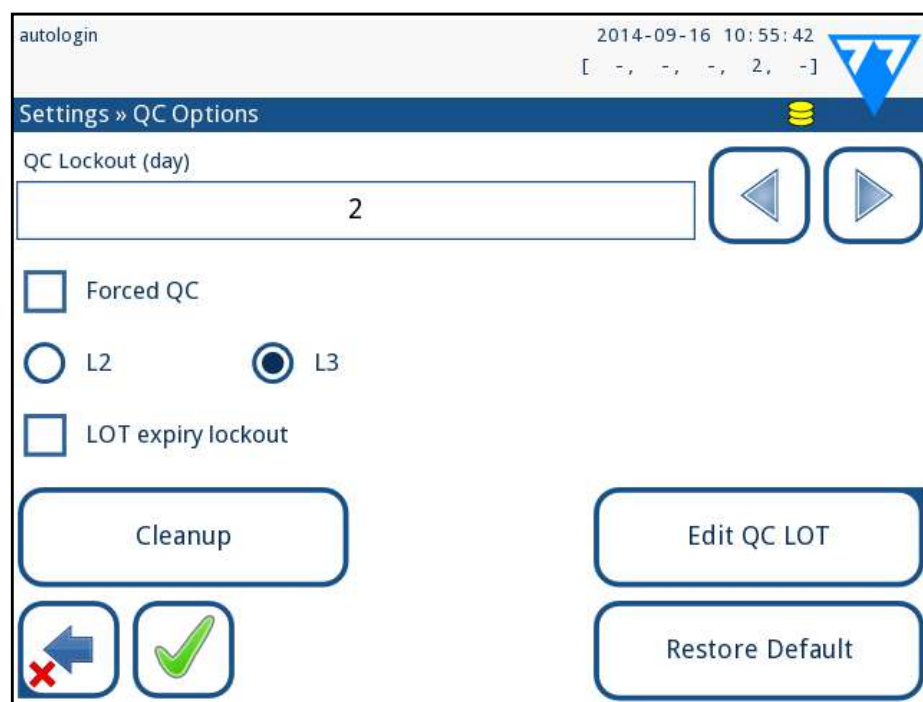 autologin
2014-09-16 10:55:42
[ -, -, -, 2, -]
Settings » QC Options
QC Lockout (day)
2
Forced QC
L2 L3
LOT expiry lockout
Cleanup Edit QC LOT
Restore Default